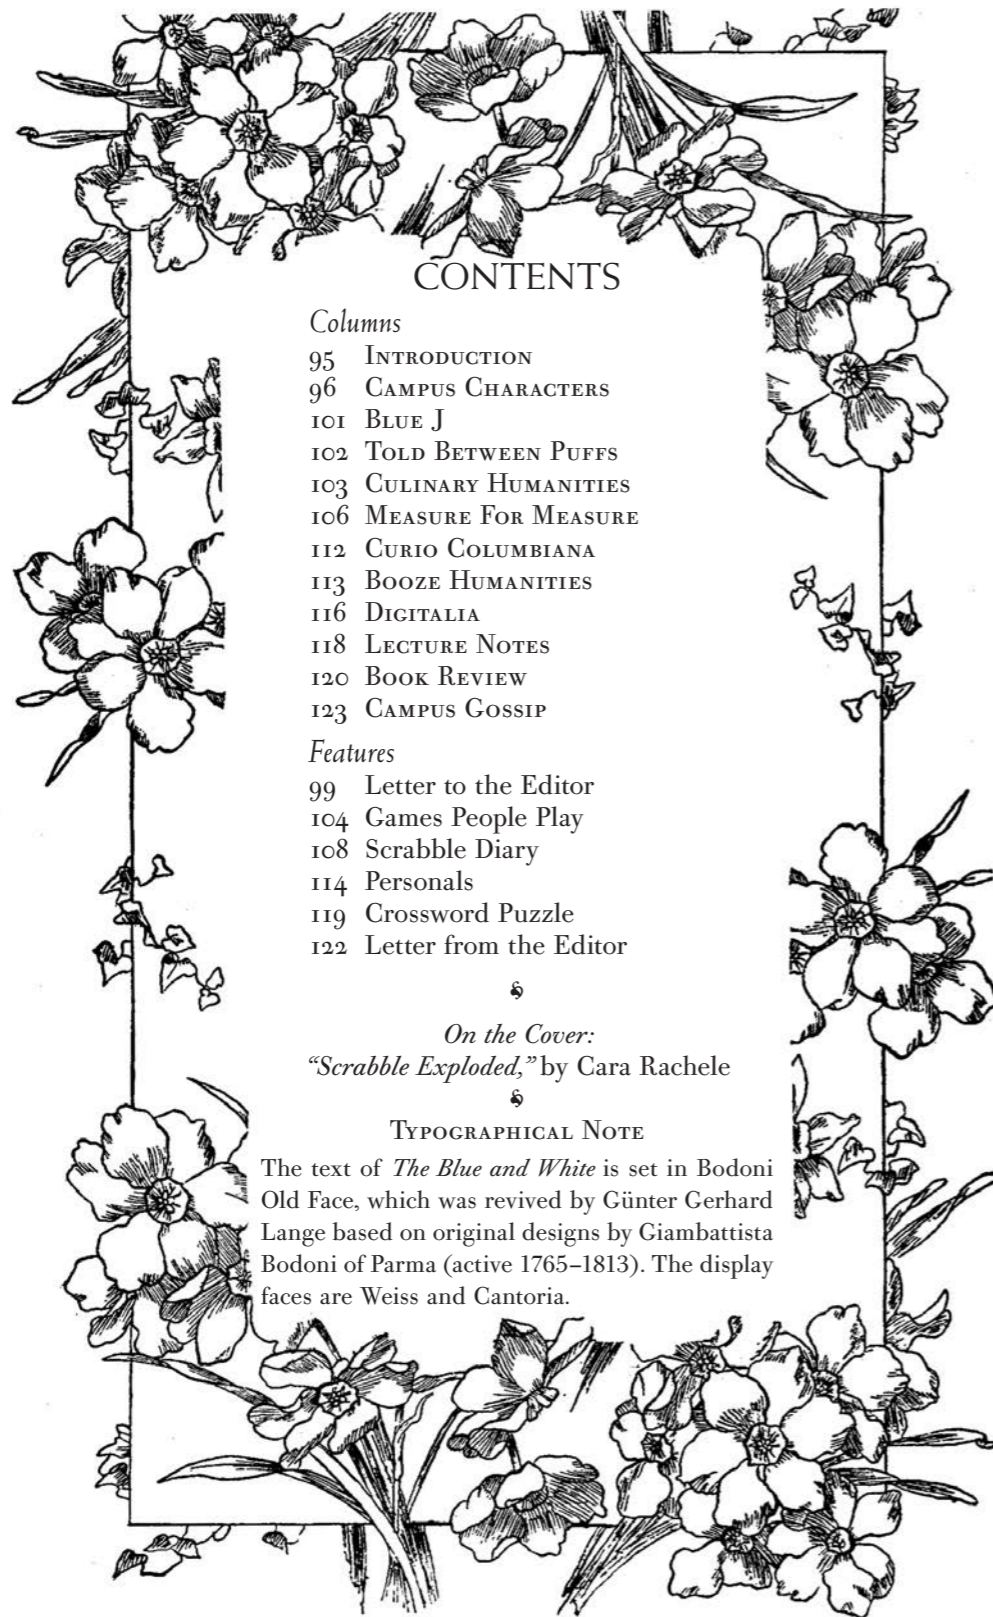 CONTENTS
Columns
95 Introduction
96 Campus Characters
101 Blue J
102 Told Between Puffs
103 Culinary Humanities
106 Measure For Measure
112 Curio Columbiana
113 Booze Humanities
116 Digitalia
118 Lecture Notes
120 Book Review
123 Campus Gossip
Features
99 Letter to the Editor
104 Games People Play
108 Scrabble Diary
114 Personals
119 Crossword Puzzle
122 Letter from the Editor
On the Cover:
“Scrabble Exploded,” by Cara Rachele
Typographical Note
The text of The Blue and White is set in Bodoni
Old Face, which was revived by Günter Gerhard
Lange based on original designs by Giambattista
Bodoni of Parma (active 1765–1813). The display
faces are Weiss and Cantoria.